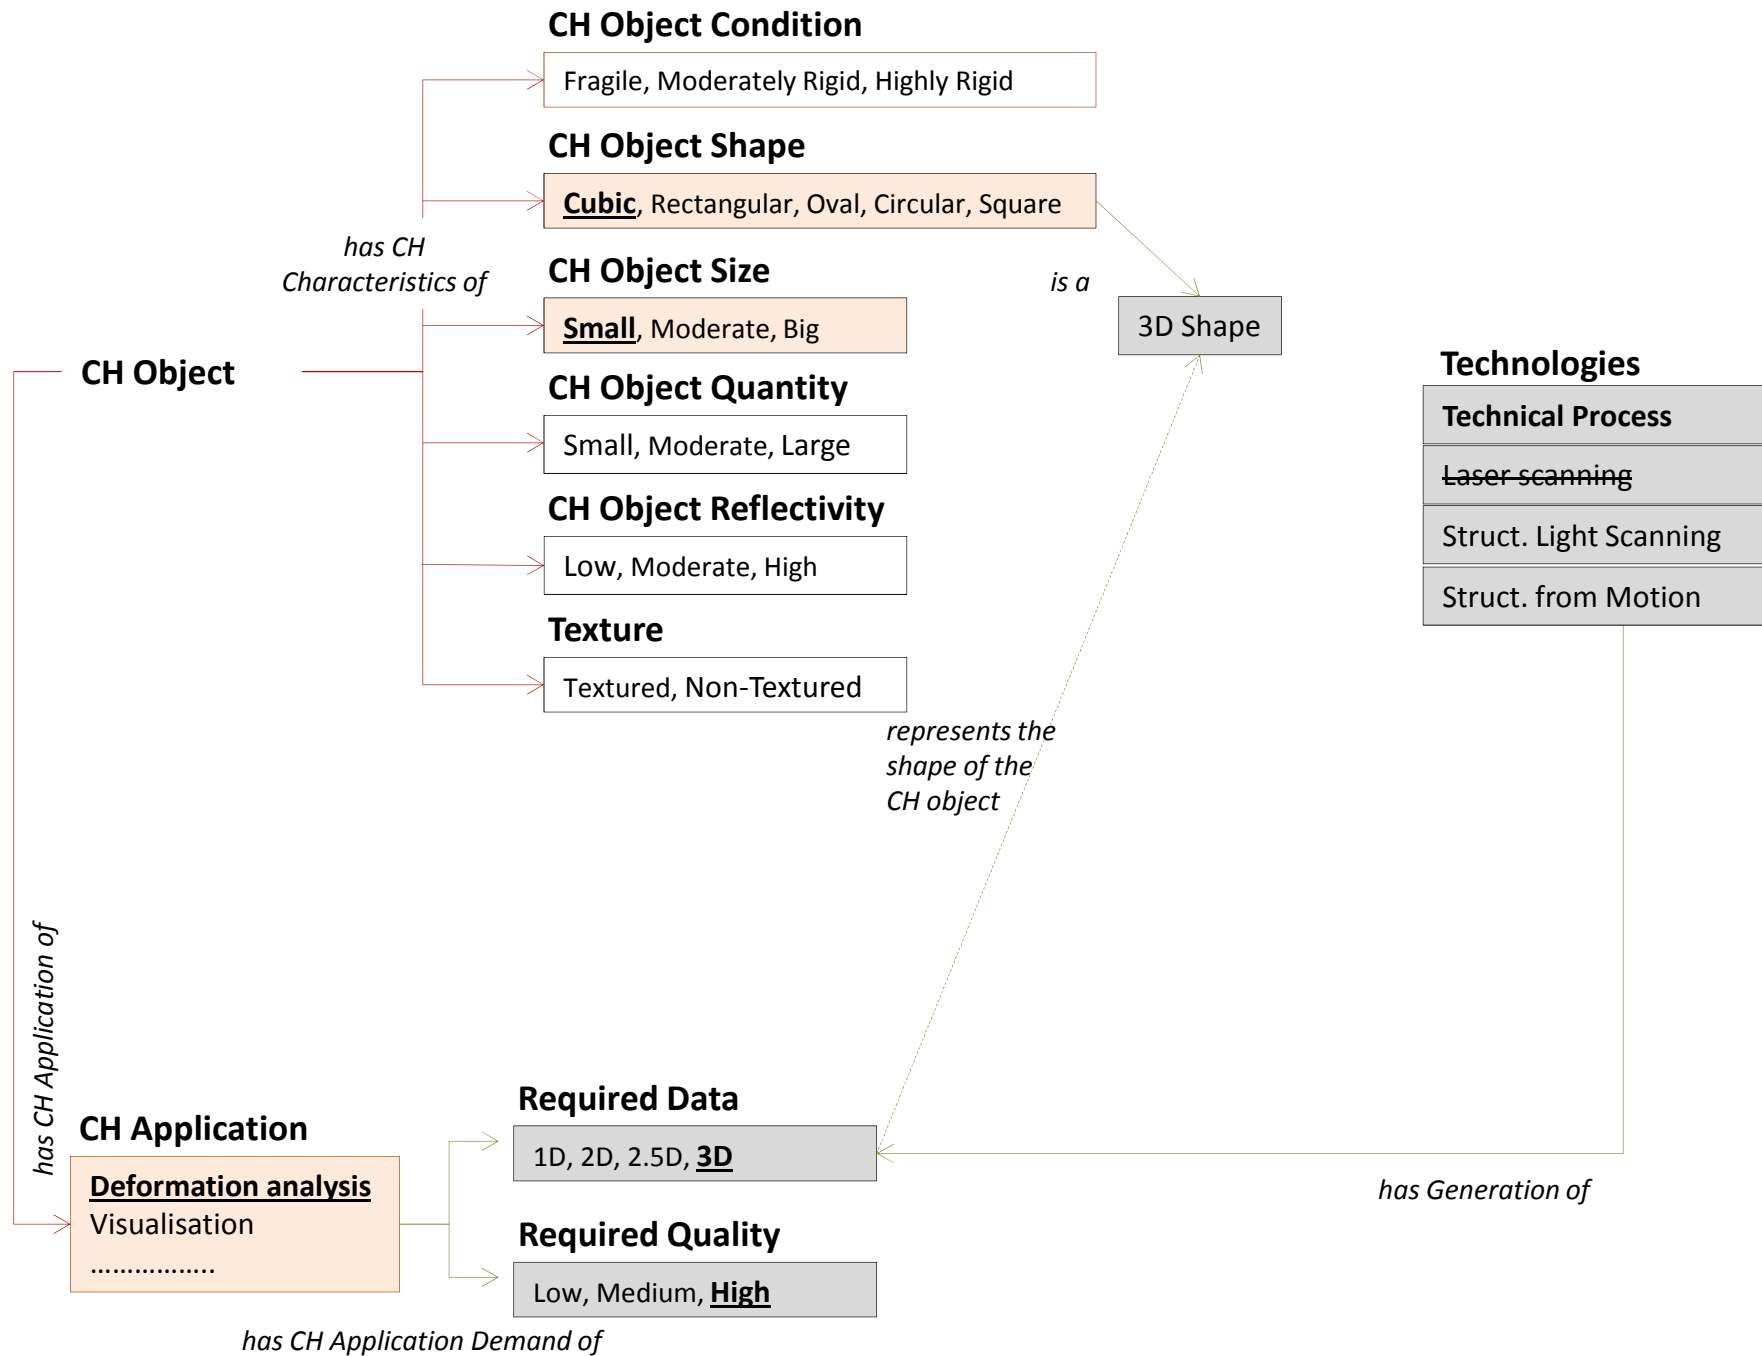 CH Object Condition
Fragile, Moderately Rigid, Highly Rigid
CH Object Shape
Cubic, Rectangular, Oval, Circular, Square
has CH
Characteristics of
CH Object Size
is a
Small, Moderate, Big
3D Shape
CH Object
CH Object Quantity
Small, Moderate, Large
Technologies
Technical Process
Laser scanning
Struct. Light Scanning
Struct. from Motion
CH Object Reflectivity
Low, Moderate, High
Texture
Textured, Non-Textured
represents the
shape of the
CH object
has CH Application of
CH Application
Deformation analysis
Visualisation
……………..
Required Data
1D, 2D, 2.5D, 3D
has Generation of
Required Quality
Low, Medium, High
has CH Application Demand of